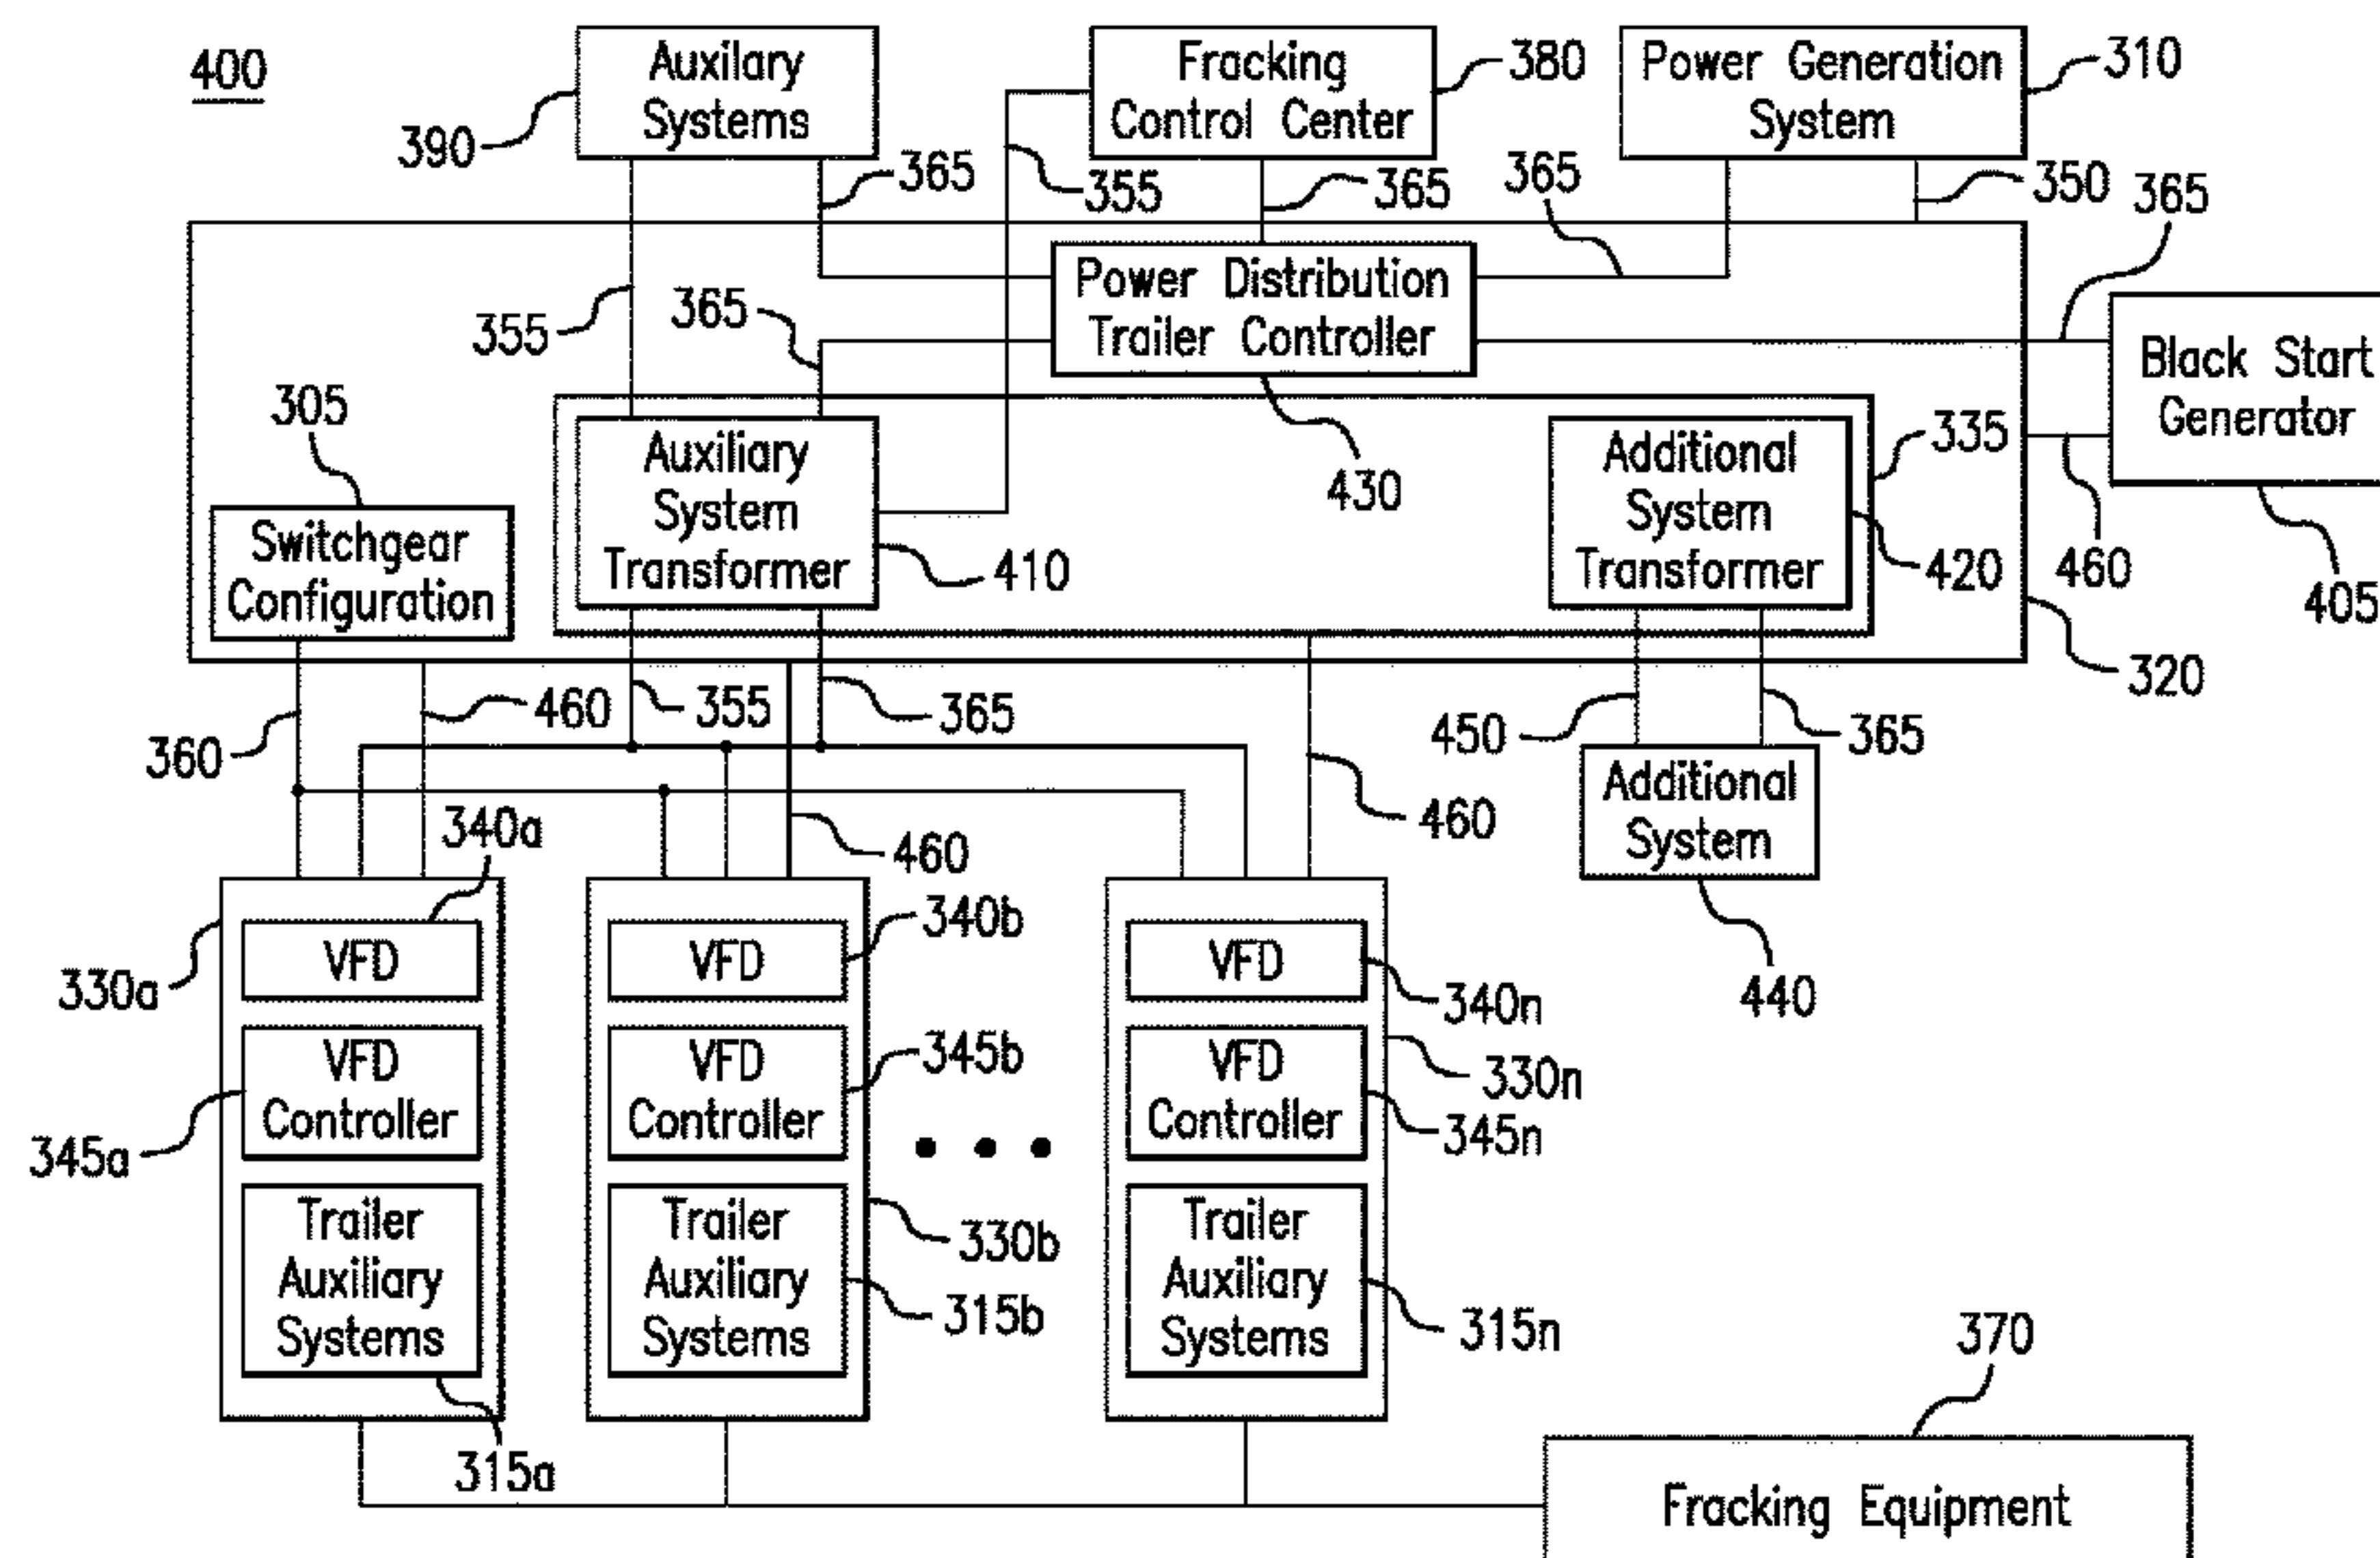 400
Auxilary
Systems
390
365
355
Fracking
Control Center
380
355
365
Power Generation
System
310
365
350
365
Power Distribution
Trailer Controller
430
365
Black Start
Generator
405
460
305
Switchgear
Configuration
Auxiliary
System
Transformer
410
Additional
System
Transformer
335
420
320
360
460
355
365
460
460
450
365
Additional
System
440
340a
330a
VFD
VFD
Controller
345a
Trailer
Auxiliary
Systems
315a
VFD
340b
VFD
Controller
345b
Trailer
Auxiliary
Systems
330b
315b
VFD
340n
330n
VFD
Controller
345n
Trailer
Auxiliary
Systems
315n
370
Fracking Equipment